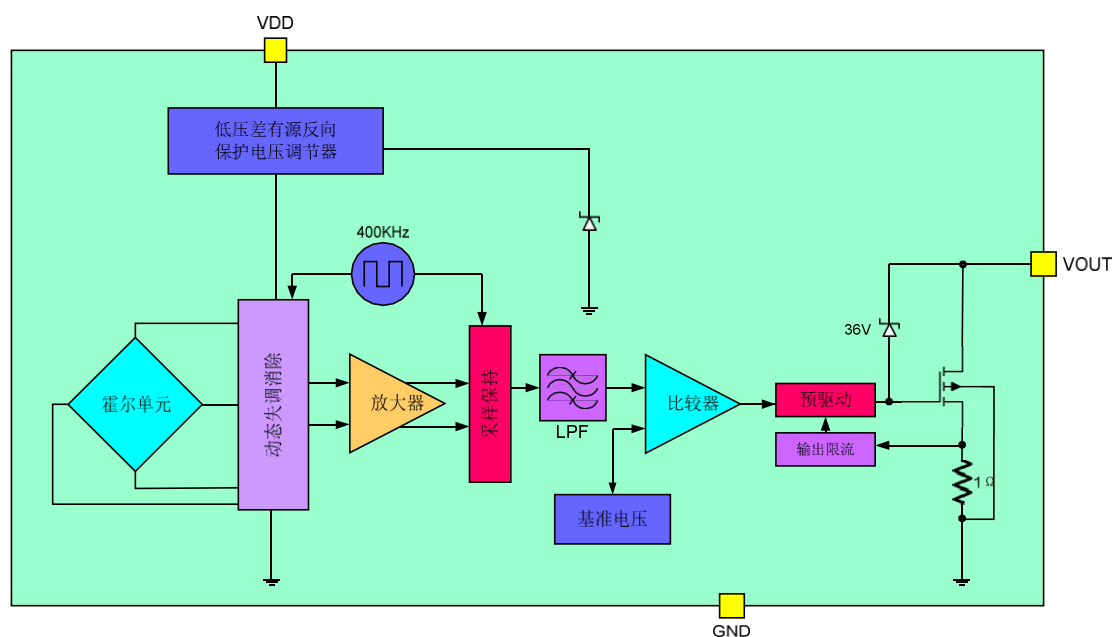 VDD
低压差有源反向
保护电压调节器
400KHz
VOUT
36V
霍尔单元
动态失调消除
放大器
采样保持
LPF
比较器
预驱动
输出限流
1Ω
基准电压
GND